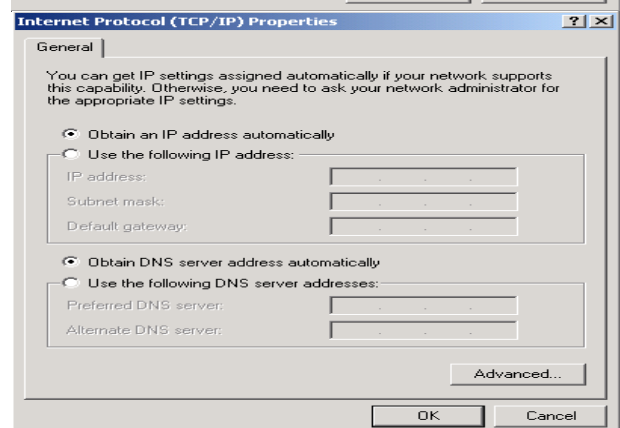 Internet Protocol (TCP/IP) Properties
General
You can get IP settings assigned automatically if your network supports
this capability. Otherwise, you need to ask your network administrator for
the appropriate IP settings.
Obtain an IP address automatically
Use the following IP address:
IP address:
Subnet mask:
Default gateway:
Obtain DNS server address automatically
Use the following DNS server addresses:
Preferred DNS server:
Alternate DNS server:
Advanced...
OK Cancel